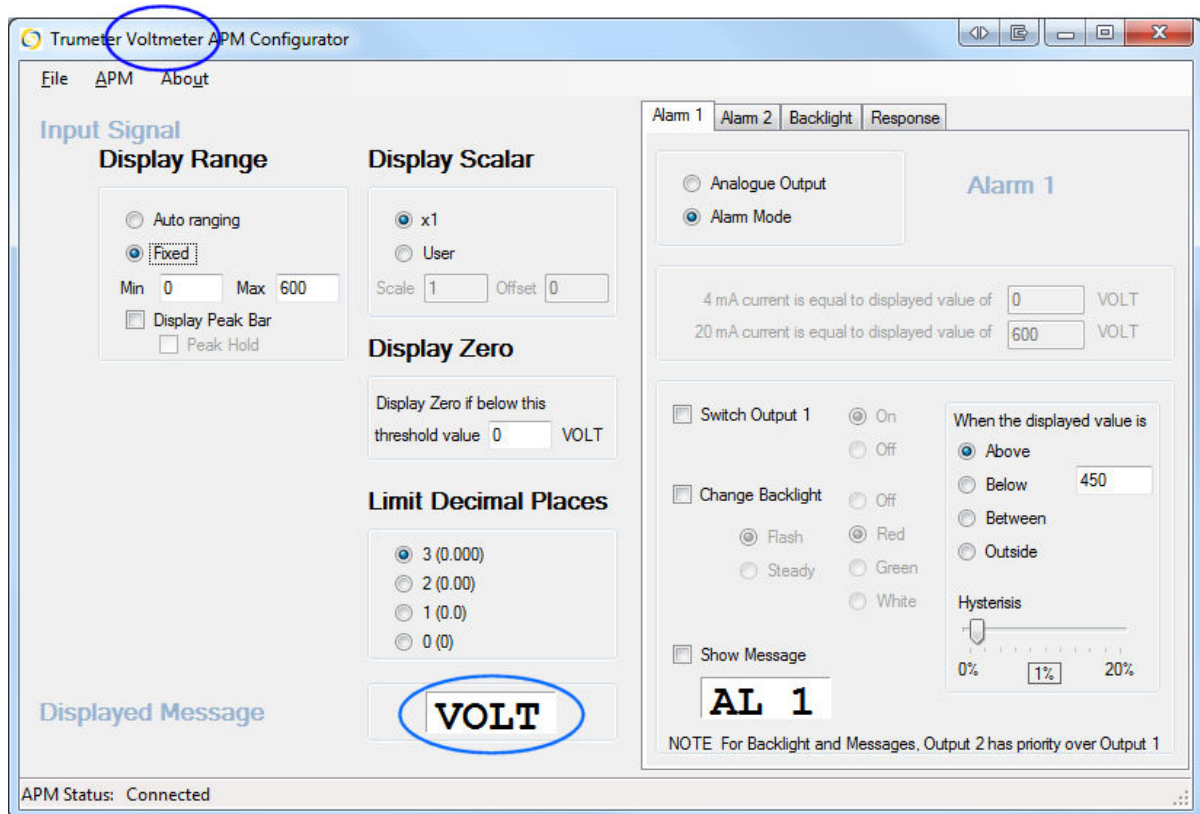 Trumeter Voltmeter APM Configurator
File APM About
Input Signal
Display Range
Auto ranging
Fixed
Min 0 Max 600
Display Peak Bar
Peak Hold
Display Scalar
x1
User
Scale 1 Offset 0
Display Zero
Display Zero if below this
threshold value 0 VOLT
Limit Decimal Places
3 (0.000)
2 (0.00)
1 (0.0)
0 (0)
Displayed Message
VOLT
Alarm 1 Alarm 2 Backlight Response
Analogue Output
Alarm Mode
Alarm 1
4 mA current is equal to displayed value of 0 VOLT
20 mA current is equal to displayed value of 600 VOLT
Switch Output 1
On
Off
Change Backlight
Flash
Steady
Off
Red
Green
White
Show Message
AL 1
When the displayed value is
Above
Below
Between
Outside
450
Hysterisis
0% 1% 20%
NOTE For Backlight and Messages, Output 2 has priority over Output 1
APM Status: Connected